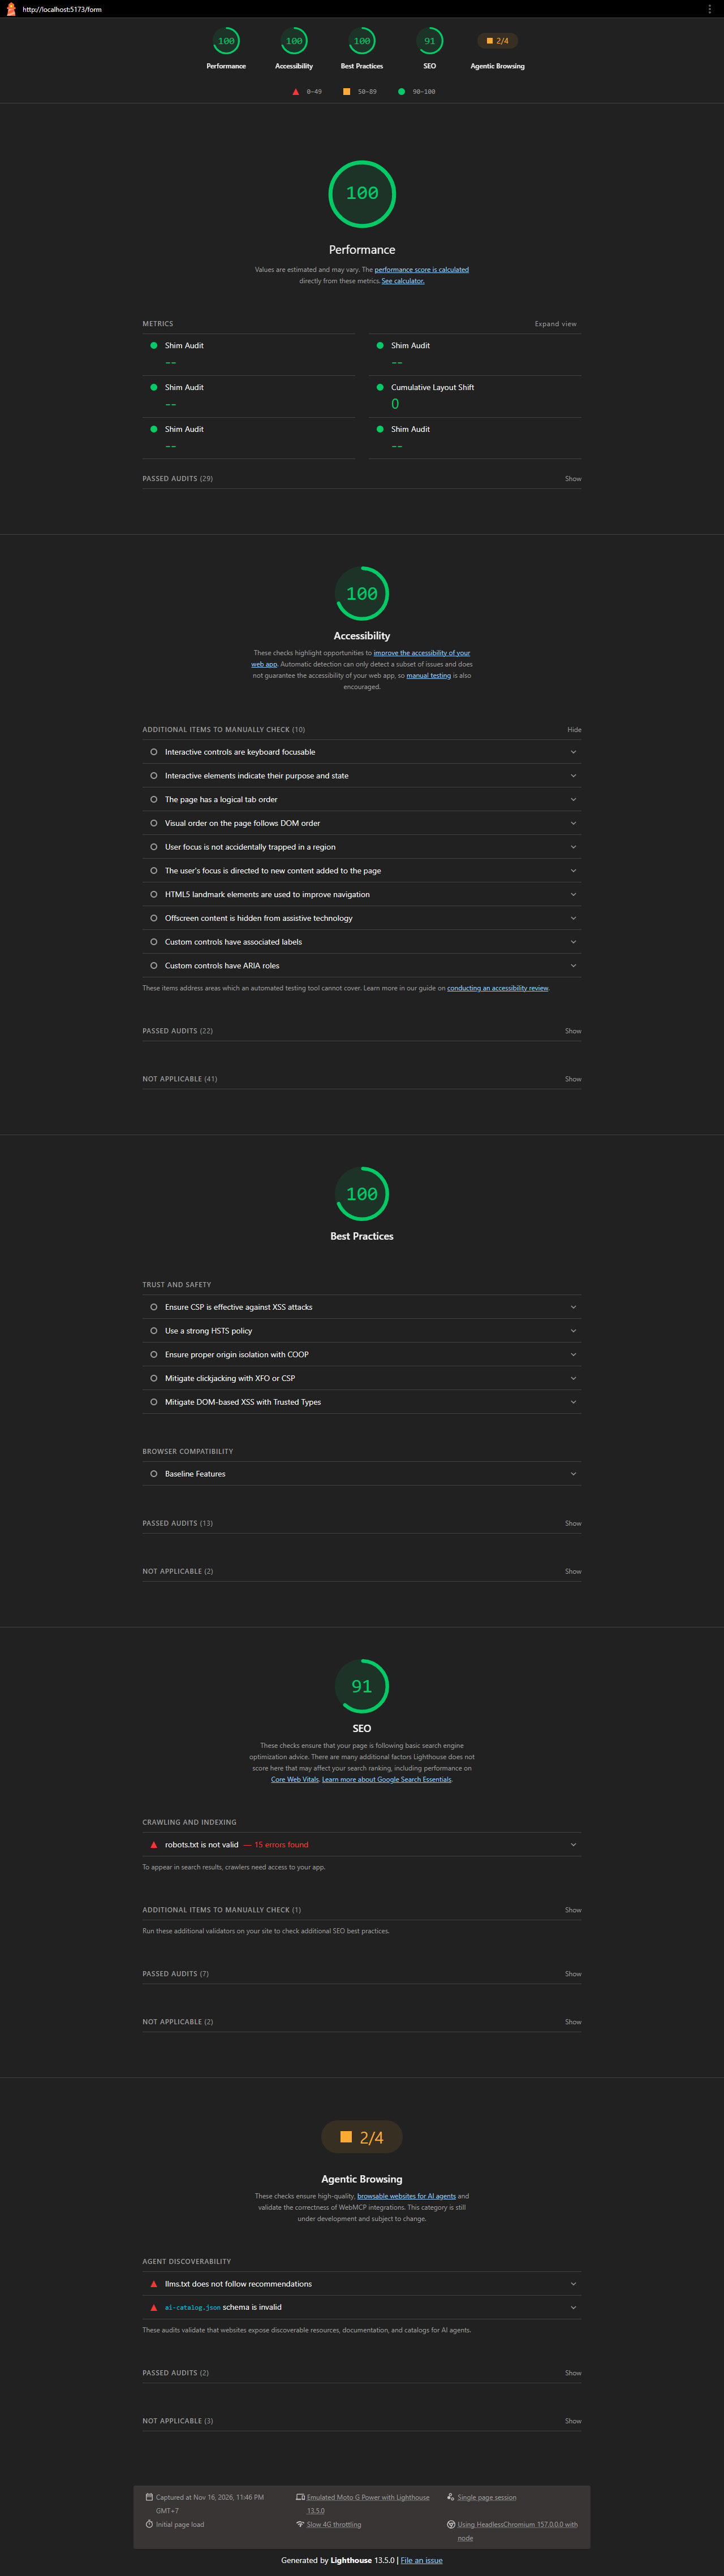 http://localhost:5173/form
100
100
100
91
2/4
Performance
Accessibility
Best Practices
SEO
Agentic Browsing
0–49
50–89
90–100
100
Performance
Values are estimated and may vary. The performance score is calculated
directly from these metrics. See calculator.
METRICS
Expand view
Shim Audit
--
Shim Audit
--
Shim Audit
--
Cumulative Layout Shift
0
Shim Audit
--
Shim Audit
--
PASSED AUDITS (29)
Show
100
Accessibility
These checks highlight opportunities to improve the accessibility of your
web app. Automatic detection can only detect a subset of issues and does
not guarantee the accessibility of your web app, so manual testing is also
encouraged.
ADDITIONAL ITEMS TO MANUALLY CHECK (10)
Hide
Interactive controls are keyboard focusable
Interactive elements indicate their purpose and state
The page has a logical tab order
Visual order on the page follows DOM order
User focus is not accidentally trapped in a region
The user's focus is directed to new content added to the page
HTML5 landmark elements are used to improve navigation
Offscreen content is hidden from assistive technology
Custom controls have associated labels
Custom controls have ARIA roles
These items address areas which an automated testing tool cannot cover. Learn more in our guide on conducting an accessibility review.
PASSED AUDITS (22)
Show
NOT APPLICABLE (41)
Show
100
Best Practices
TRUST AND SAFETY
Ensure CSP is effective against XSS attacks
Use a strong HSTS policy
Ensure proper origin isolation with COOP
Mitigate clickjacking with XFO or CSP
Mitigate DOM-based XSS with Trusted Types
BROWSER COMPATIBILITY
Baseline Features
PASSED AUDITS (13)
Show
NOT APPLICABLE (2)
Show
91
SEO
These checks ensure that your page is following basic search engine
optimization advice. There are many additional factors Lighthouse does not
score here that may affect your search ranking, including performance on
Core Web Vitals. Learn more about Google Search Essentials.
CRAWLING AND INDEXING
robots.txt is not valid — 15 errors found
To appear in search results, crawlers need access to your app.
ADDITIONAL ITEMS TO MANUALLY CHECK (1)
Show
Run these additional validators on your site to check additional SEO best practices.
PASSED AUDITS (7)
Show
NOT APPLICABLE (2)
Show
2/4
Agentic Browsing
These checks ensure high-quality, browsable websites for AI agents and
validate the correctness of WebMCP integrations. This category is still
under development and subject to change.
AGENT DISCOVERABILITY
llms.txt does not follow recommendations
ai-catalog.json schema is invalid
These audits validate that websites expose discoverable resources, documentation, and catalogs for AI agents.
PASSED AUDITS (2)
Show
NOT APPLICABLE (3)
Show
Captured at Nov 16, 2026, 11:46 PM
GMT+7
Emulated Moto G Power with Lighthouse
13.5.0
Single page session
Initial page load
Slow 4G throttling
Using HeadlessChromium 157.0.0.0 with
node
Generated by Lighthouse 13.5.0 | File an issue